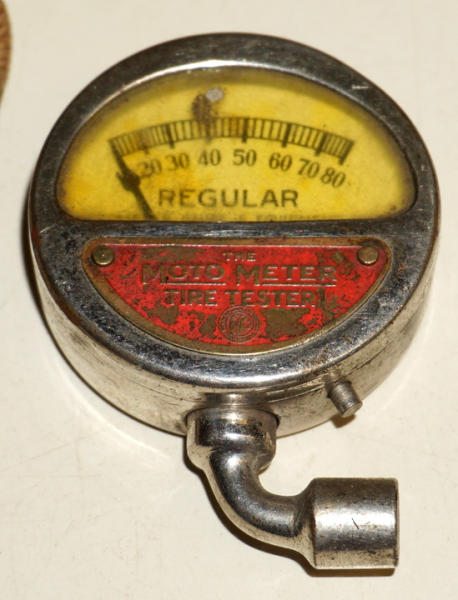 20 30 40 50 60 70 80
REGULAR
THE
MOTO METER
TIRE TESTER